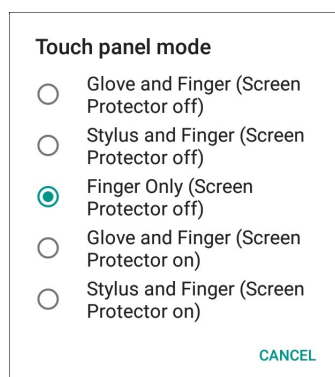 Touch panel mode
Glove and Finger (Screen
Protector off)
Stylus and Finger (Screen
Protector off)
Finger Only (Screen
Protector off)
Glove and Finger (Screen
Protector on)
Stylus and Finger (Screen
Protector on)
CANCEL